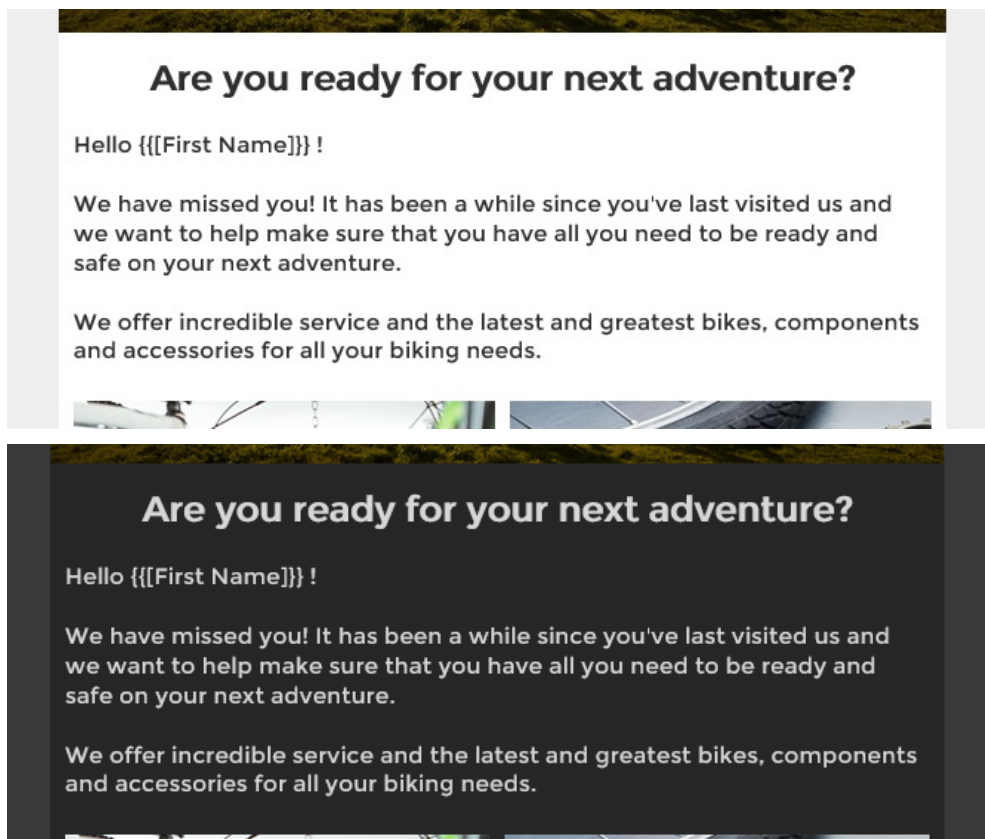 Are you ready for your next adventure?
Hello {{[First Name]}} !
We have missed you! It has been a while since you've last visited us and
we want to help make sure that you have all you need to be ready and
safe on your next adventure.
We offer incredible service and the latest and greatest bikes, components
and accessories for all your biking needs.
Are you ready for your next adventure?
Hello {{[First Name]}} !
We have missed you! It has been a while since you've last visited us and
we want to help make sure that you have all you need to be ready and
safe on your next adventure.
We offer incredible service and the latest and greatest bikes, components
and accessories for all your biking needs.